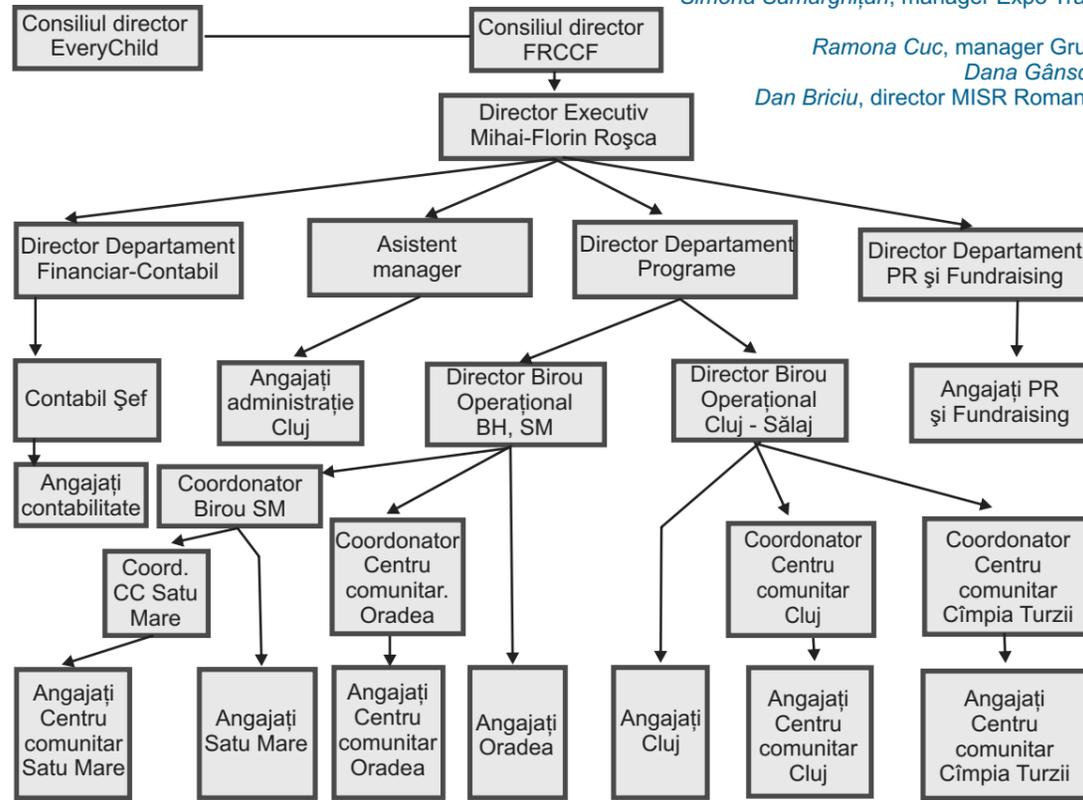 Consiliul director
EveryChild
Consiliul director
FRCCF
Ramona Cuc, manager
Dan Briciu, director MISR
Director Executiv
Mihai-Florin Roşca
Director Departament
Financiar-Contabil
Asistent
manager
Director Departament
Programe
Director Departament
PR şi Fundraising
Contabil Şef
Angajați
administrație
Cluj
Director Birou
Operațional
BH, SM
Director Birou
Operațional
Cluj - Sălaj
Angajați PR
şi Fundraising
Angajați
contabilitate
Coordonator
Birou SM
Coord.
CC Satu
Mare
Coordonator
Centru
comunitar.
Oradea
Coordonator
Centru
comunitar
Cluj
Coordonator
Centru
comunitar
Cîmpia Turzii
Angajați
Centru
comunitar
Satu Mare
Angajați
Satu Mare
Angajați
Centru
comunitar
Oradea
Angajați
Oradea
Angajați
Cluj
Angajați
Centru
comunitar
Cluj
Angajați
Centru
comunitar
Cîmpia Turzii